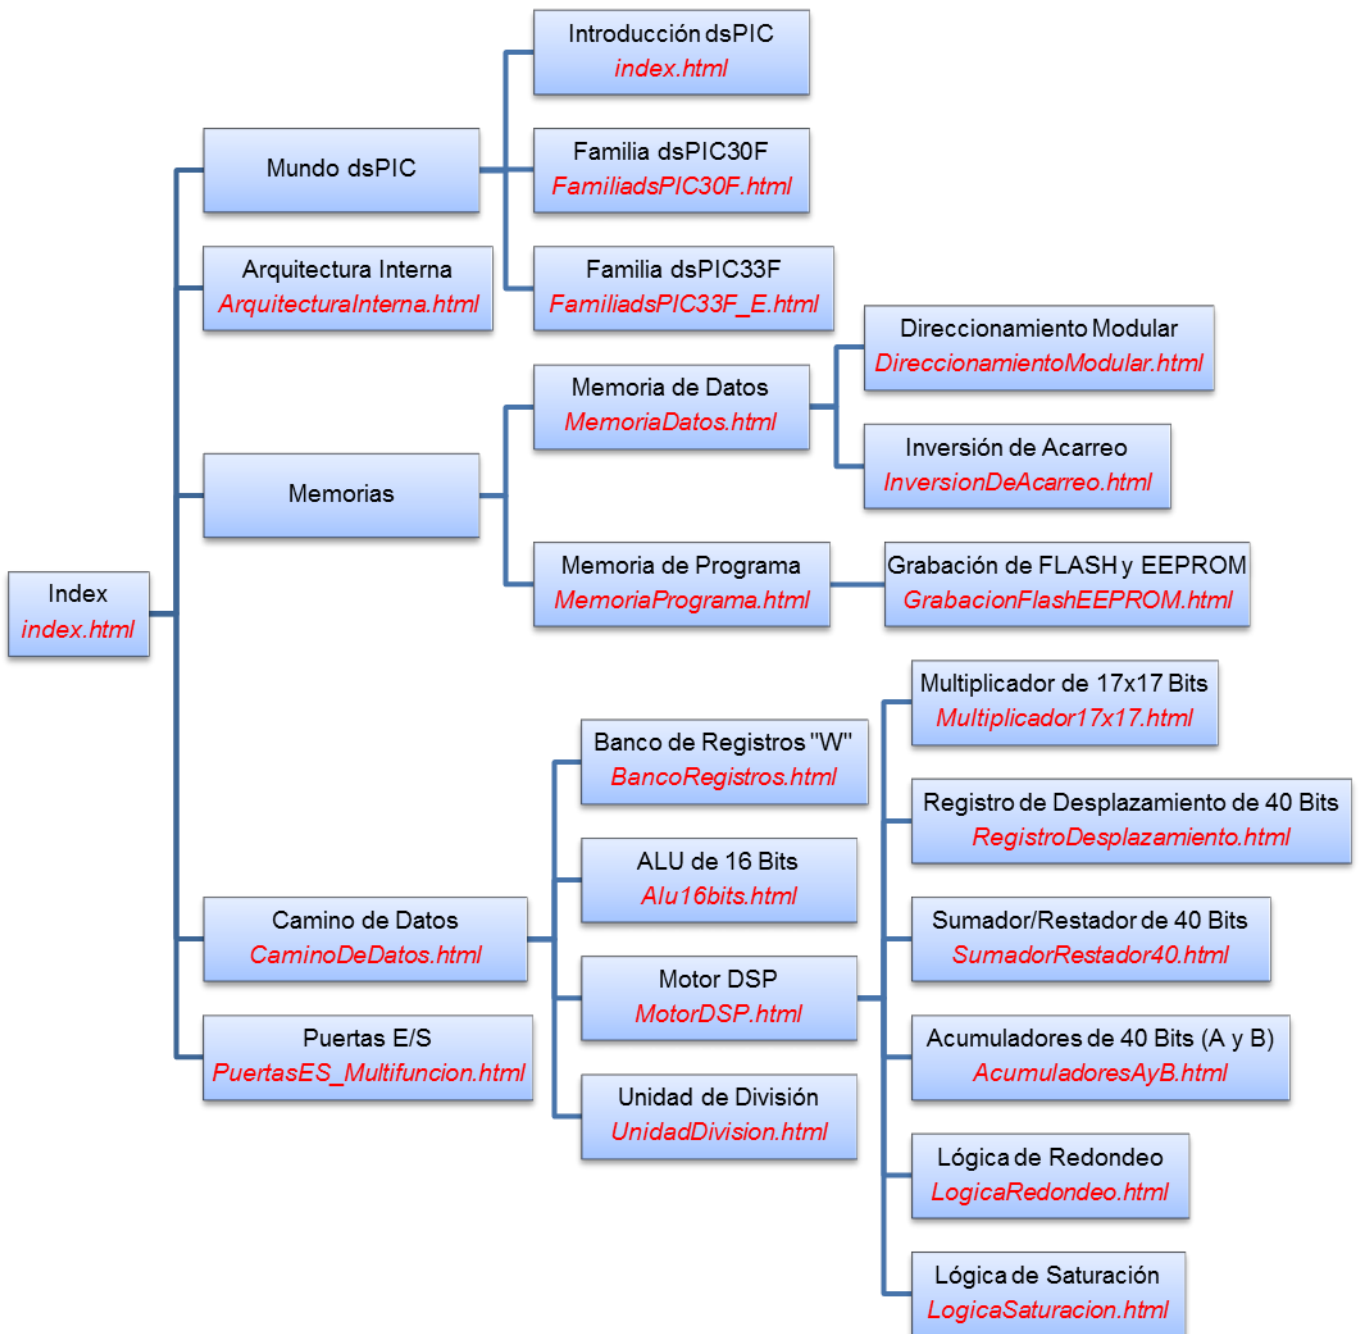 Introducción dsPIC
index.html
Mundo dsPIC
Familia dsPIC30F
FamiliadsPIC30F.html
Arquitectura Interna
ArquitecturaInterna.html
Familia dsPIC33F
FamiliadsPIC33F_E.html
Direccionamiento Modular
DireccionamientoModular.html
Memoria de Datos
MemoriaDatos.html
Inversión de Acarreo
InversionDeAcarreo.html
Memorias
Memoria de Programa
MemoriaPrograma.html
Grabación de FLASH y EEPROM
GrabacionFlashEEPROM.html
Index
index.html
Multiplicador de 17x17 Bits
Multiplicador17x17.html
Banco de Registros "W"
BancoRegistros.html
Registro de Desplazamiento de 40 Bits
RegistroDesplazamiento.html
ALU de 16 Bits
Alu16bits.html
Camino de Datos
CaminoDeDatos.html
Sumador/Restador de 40 Bits
SumadorRestador40.html
Motor DSP
MotorDSP.html
Puertas E/S
PuertasES_Multifuncion.html
Acumuladores de 40 Bits (A y B)
AcumuladoresAyB.html
Unidad de División
UnidadDivision.html
Lógica de Redondeo
LogicaRedondeo.html
Lógica de Saturación
LogicaSaturacion.html